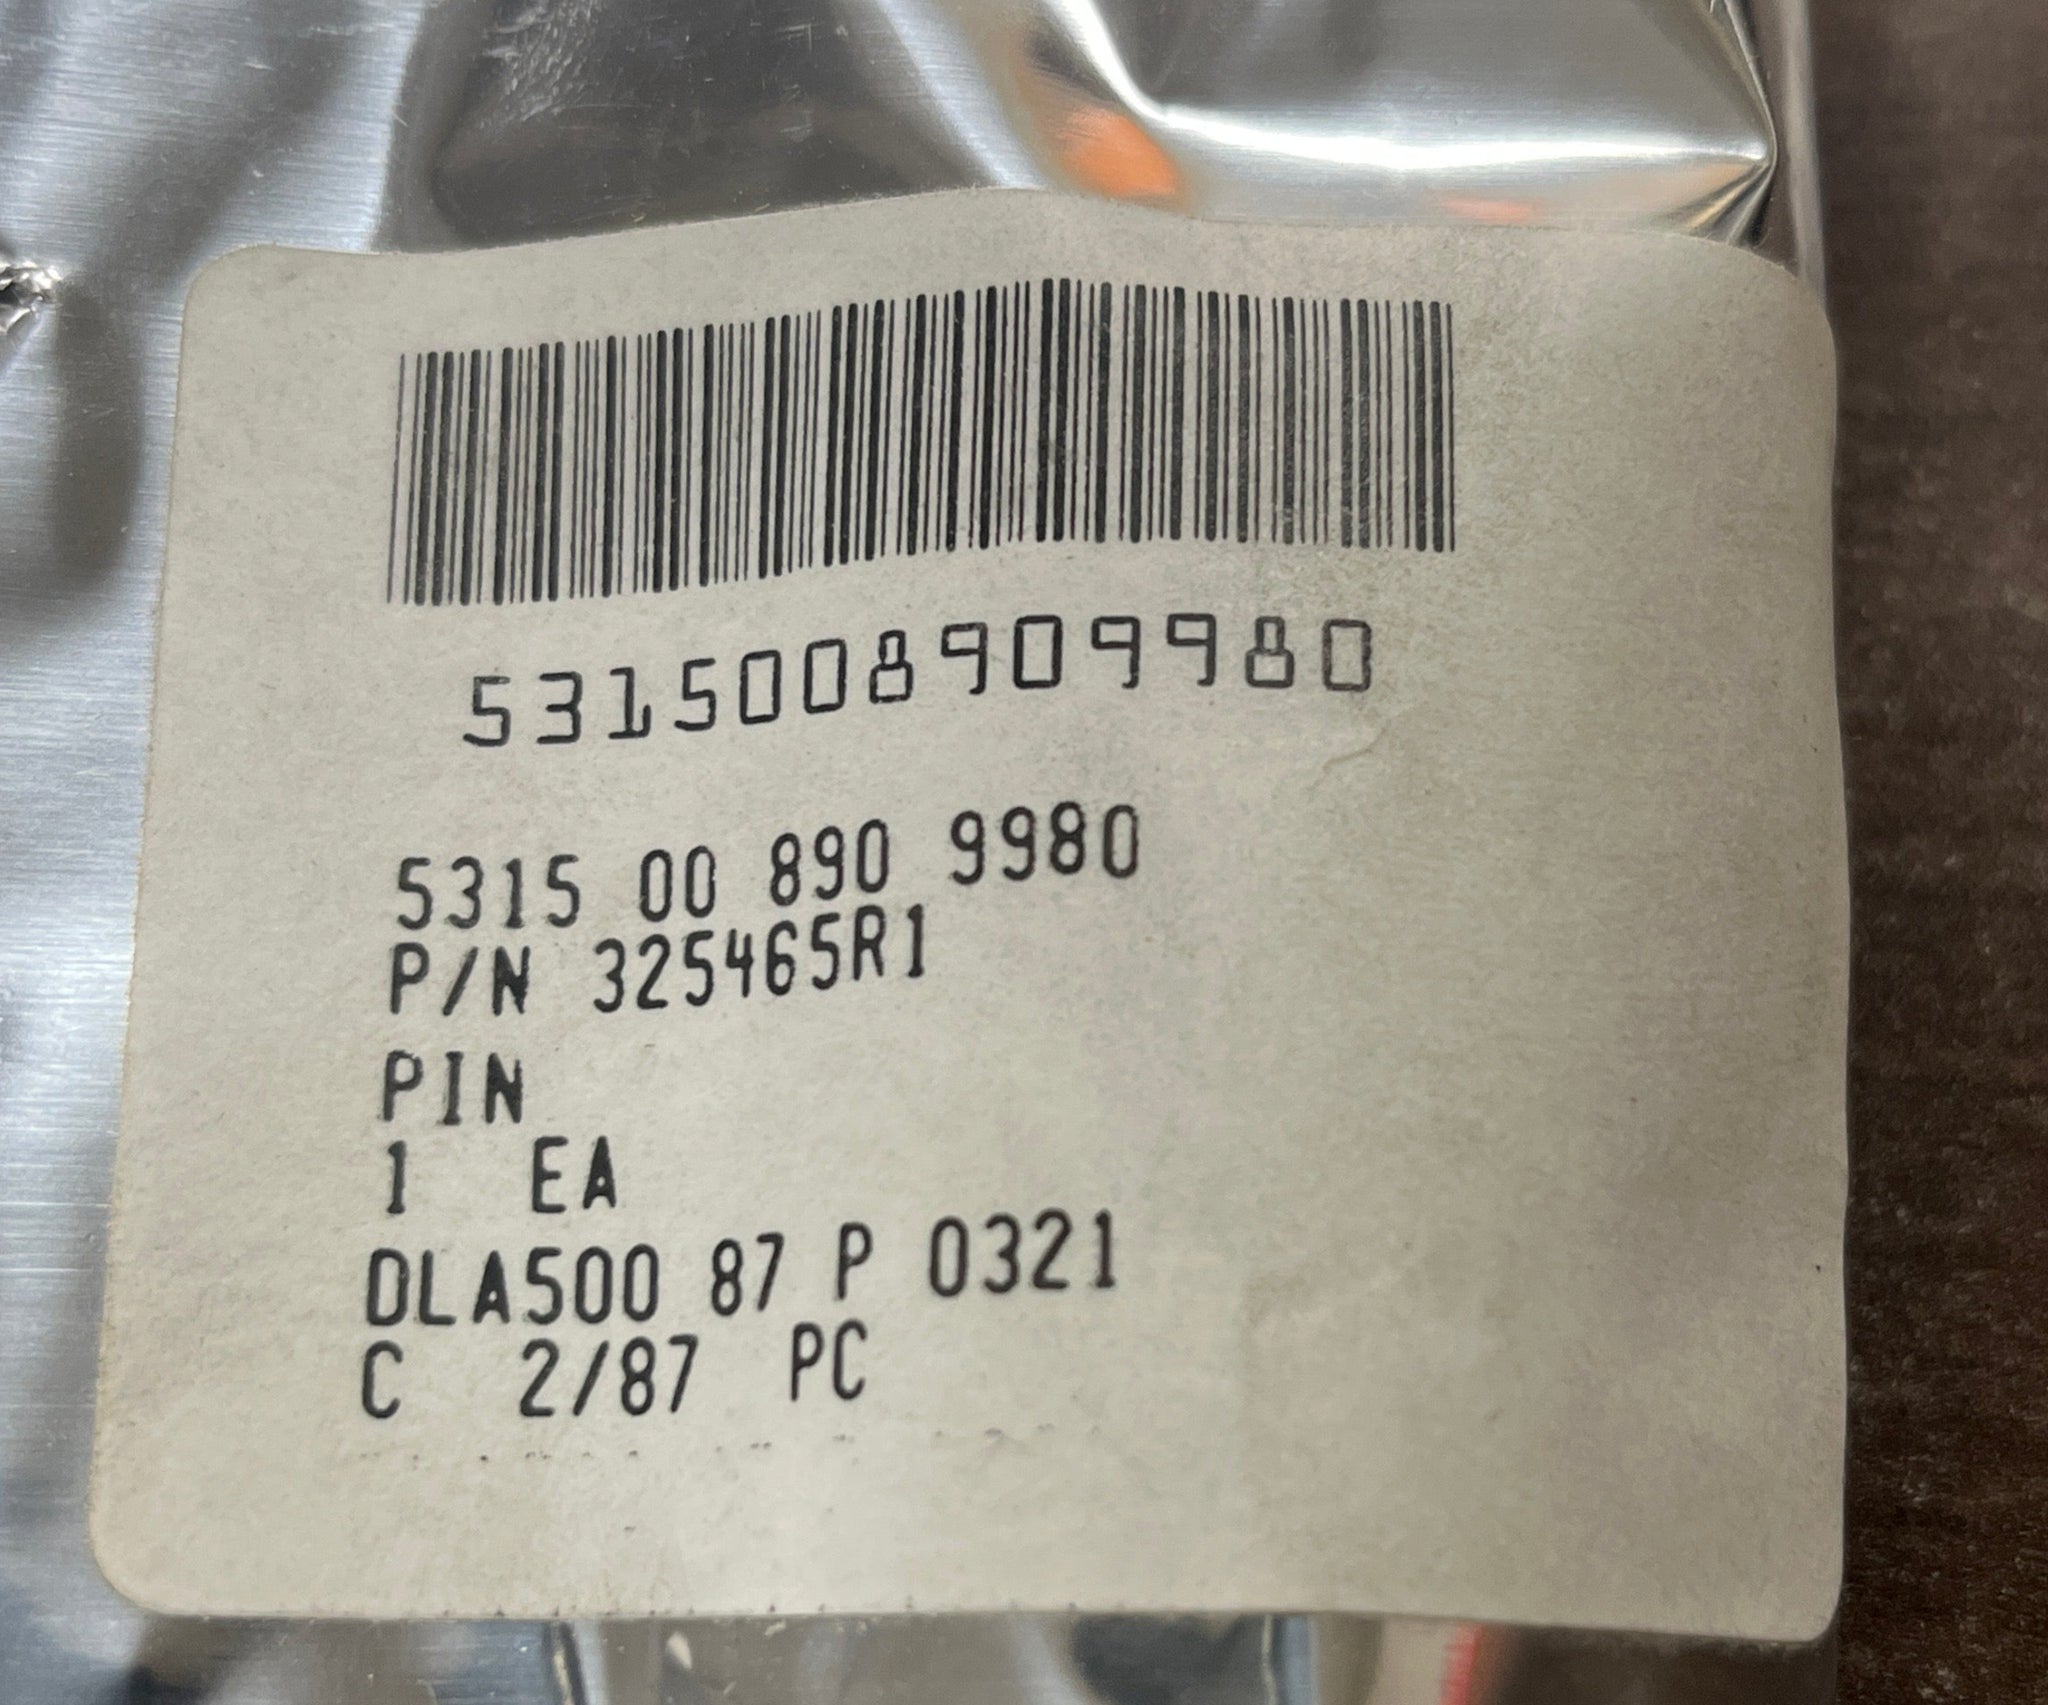 5315008909980
5315 00 890 9980
P/N 325465R1
PIN
1 EA
DLA500 87 P 0321
C 2/87 PC